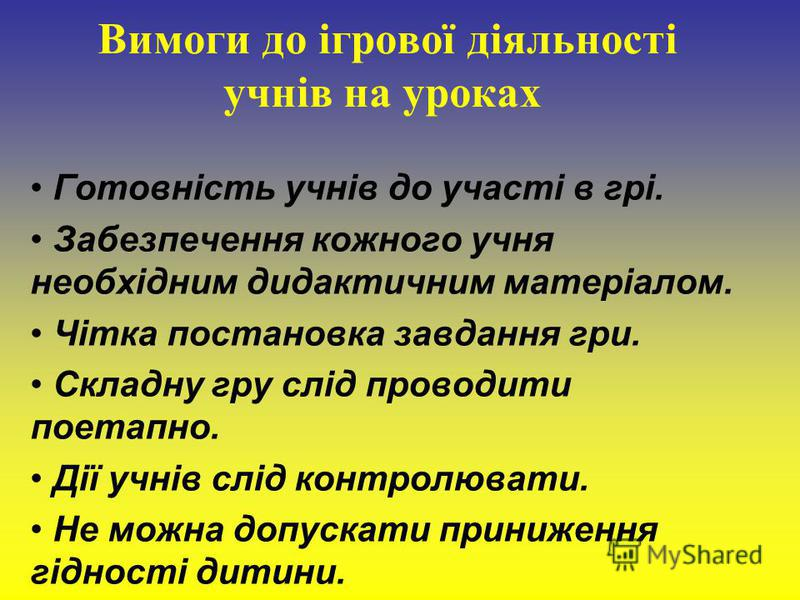 Вимоги до ігрової діяльності
учнів на уроках
• Готовність учнів до участі в грі.
• Забезпечення кожного учня
необхідним дидактичним матеріалом.
• Чітка постановка завдання гри.
• Складну гру слід проводити
поетапно.
• Дії учнів слід контролювати.
• Не можна допускати приниження
гідності дитини.
MyShared